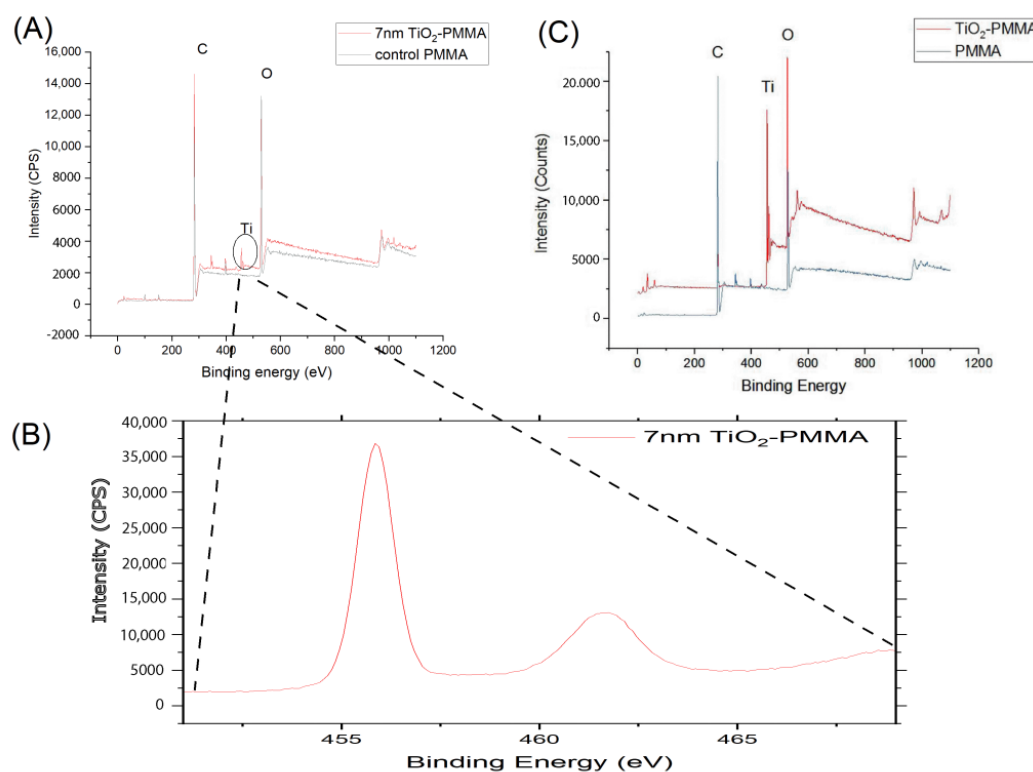 (A)
7nm TiO₂-PMMA
control PMMA
C
O
Ti
16,000
14,000
12,000
10,000
8000
6000
4000
2000
0
-2000
Intensity (CPS)
0 200 400 600 800 1000 1200
Binding energy (eV)
(C)
TiO₂-PMMA
PMMA
O
C
Ti
20,000
15,000
10,000
5000
0
Intensity (Counts)
0 200 400 600 800 1000 1200
Binding Energy
(B)
7nm TiO₂-PMMA
40,000
35,000
30,000
25,000
20,000
15,000
10,000
5000
0
Intensity (CPS)
455 460 465
Binding Energy (eV)